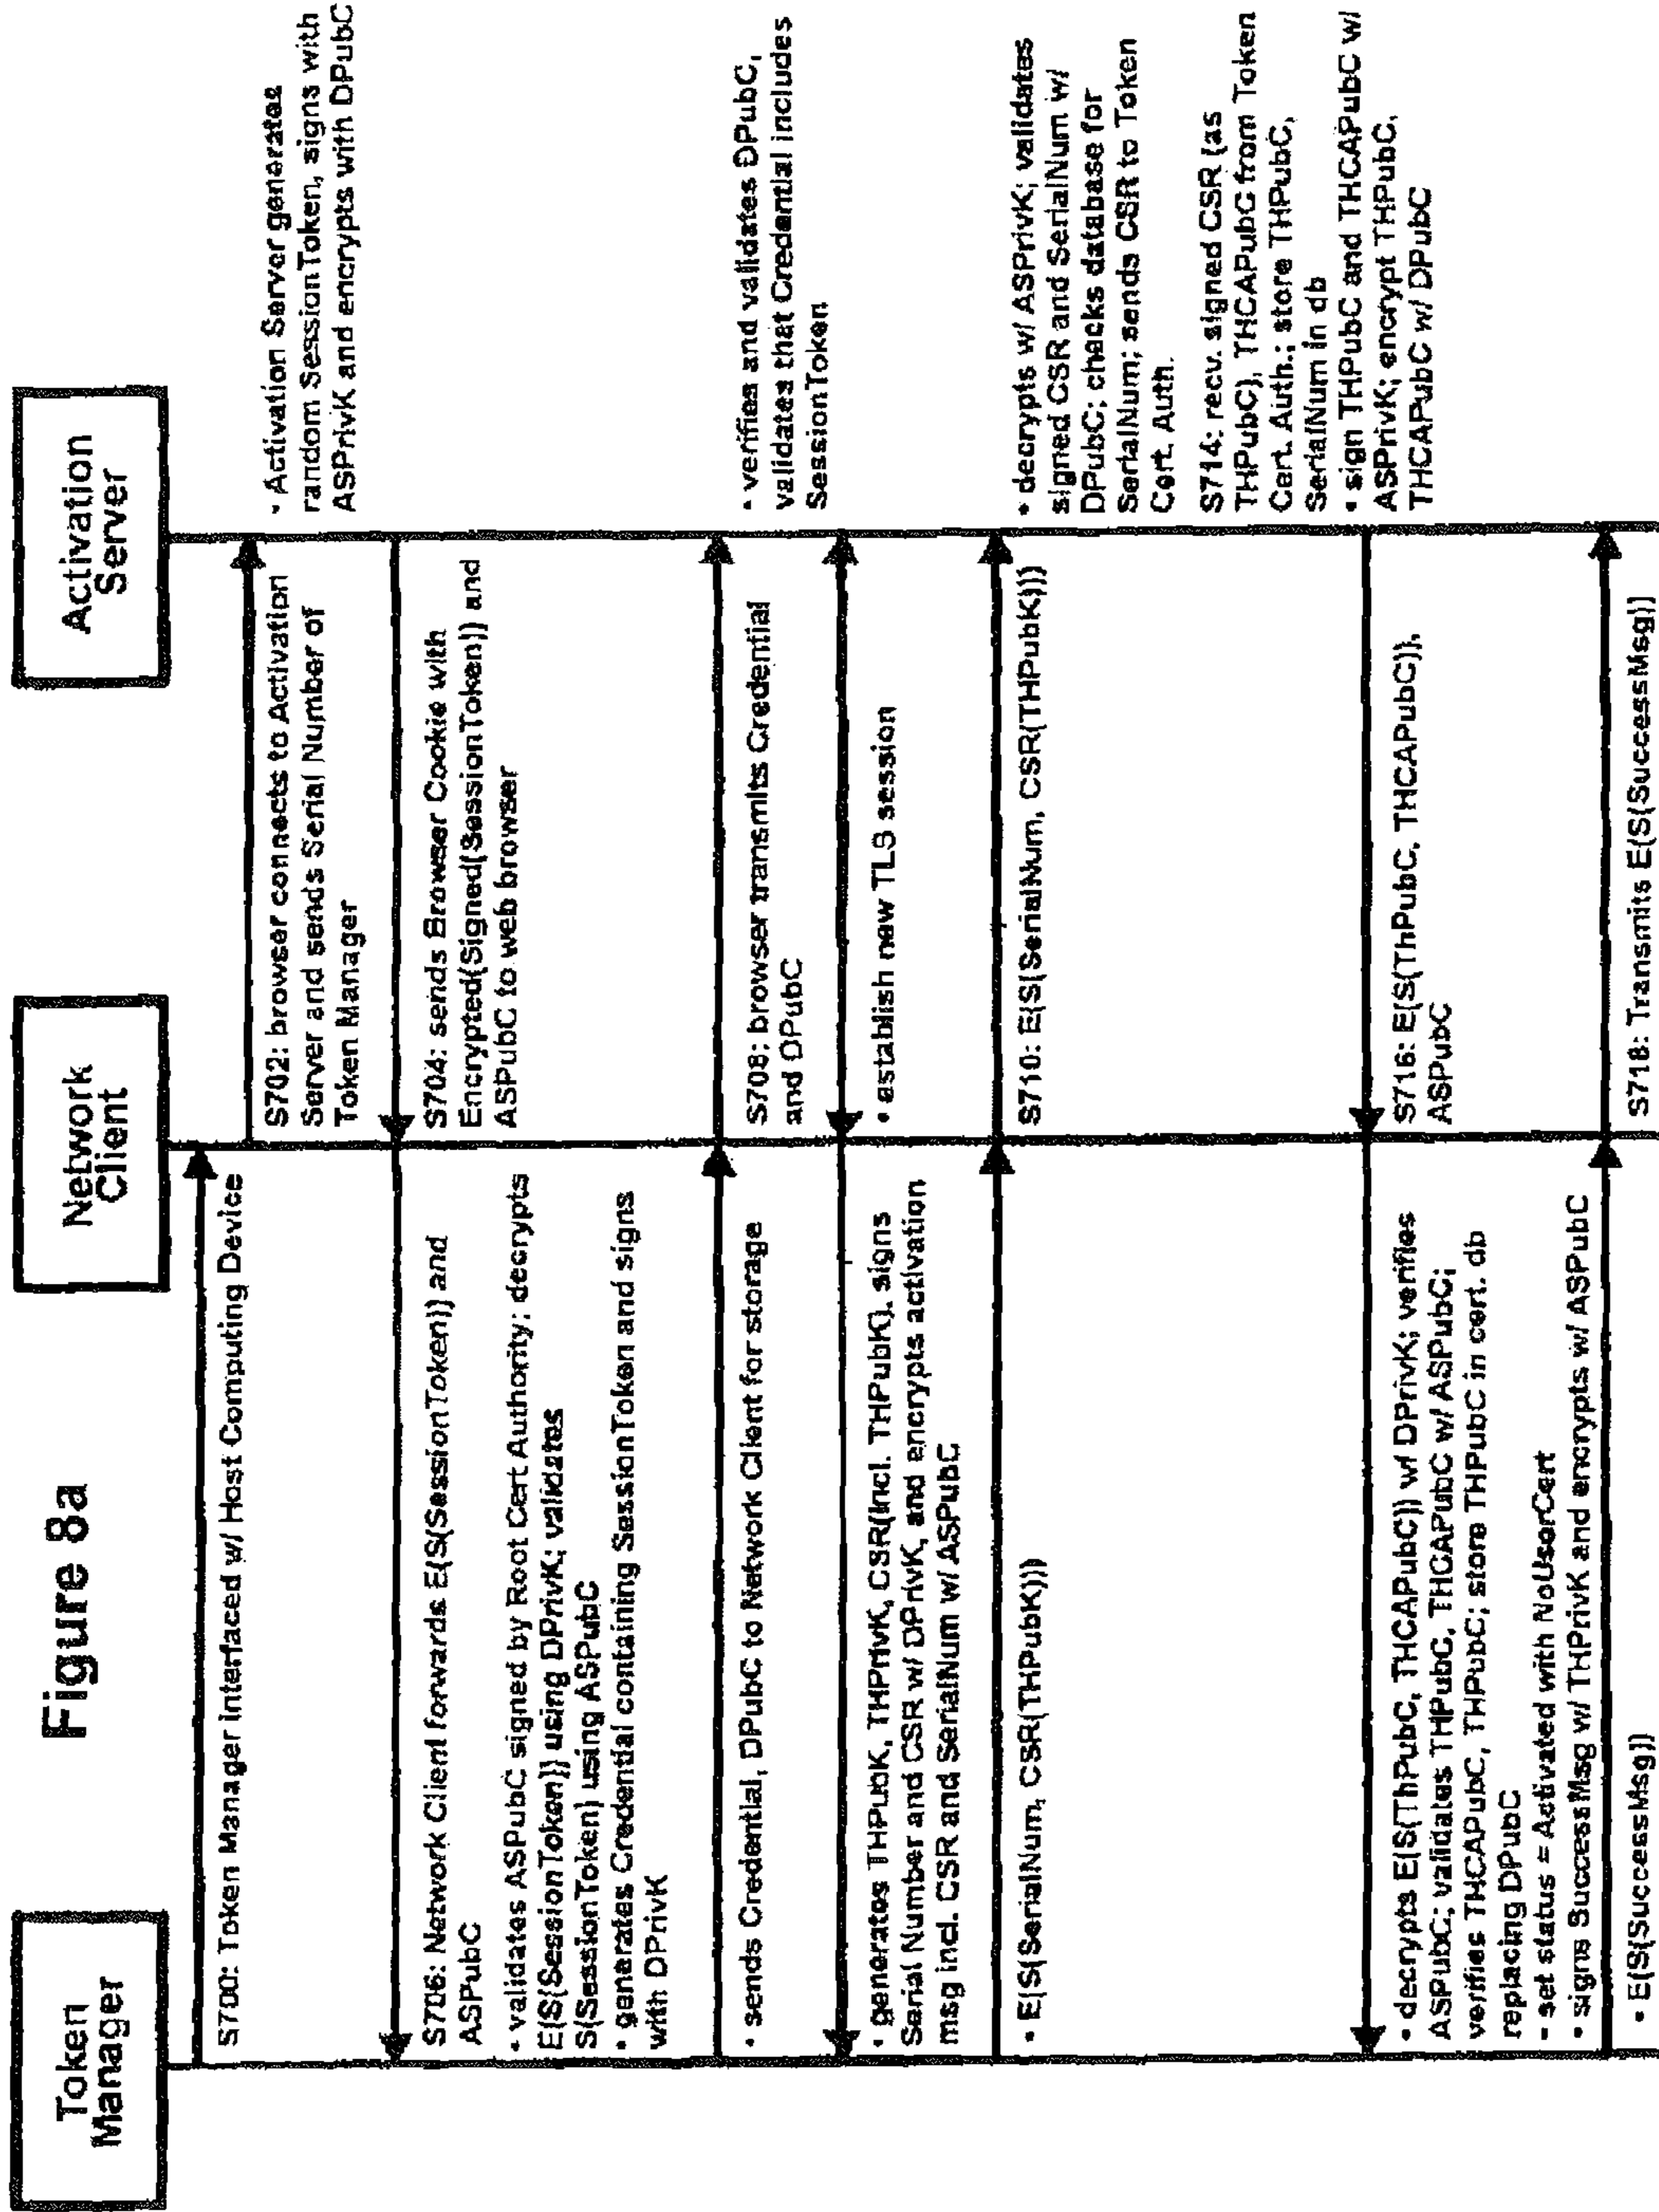 Figure 8a
Token
Manager
Network
Client
Activation
Server
S700: Token Manager interfaced w/ Host Computing Device
S702: browser connects to Activation
Server and sends Serial Number of
Token Manager
• Activation Server generates
random SessionToken, signs with
ASPrivK and encrypts with DPubC
S704: sends Browser Cookie with
Encrypted(Signed(SessionToken)) and
ASPubC to web browser
S706: Network Client forwards E(S(SessionToken)) and
ASPubC
• validates ASPubC signed by Root Cert Authority; decrypts
E(S(SessionToken)) using DPrivK; validates
S(SessionToken) using ASPubC
• generates Credential containing SessionToken and signs
with DPrivK
• sends Credential, DPubC to Network Client for storage
S708: browser transmits Credential
and DPubC
• verifies and validates DPubC,
validates that Credential includes
SessionToken
• establish new TLS session
• generates THPubK, THPrivK, CSR(Incl. THPubK), signs
Serial Number and CSR w/ DPrivK, and encrypts activation
msg incl. CSR and SerialNum w/ ASPubC
• E(S(SerialNum, CSR(THPubK)))
S710: E(S(SerialNum, CSR(THPubK)))
• decrypts w/ ASPrivK; validates
signed CSR and SerialNum w/
DPubC; checks database for
SerialNum; sends CSR to Token
Cert. Auth.
S714: recv. signed CSR (as
THPubC), THCAPubC from Token
Cert. Auth.; store THPubC,
SerialNum in db
• sign THPubC and THCAPubC w/
ASPrivK; encrypt THPubC,
THCAPubC w/ DPubC
S716: E(S(ThPubC, THCAPubC)),
ASPubC
• decrypts E(S(ThPubC, THCAPubC)) w/ DPrivK; verifies
ASPubC; validates THPubC, THCAPubC w/ ASPubC;
verifies THCAPubC, THPubC; store THPubC in cert. db
replacing DPubC
- set status = Activated with NoUserCert
• signs SuccessMsg w/ THPrivK and encrypts w/ ASPubC
• E(S(SuccessMsg))
S718: Transmits E(S(SuccessMsg))